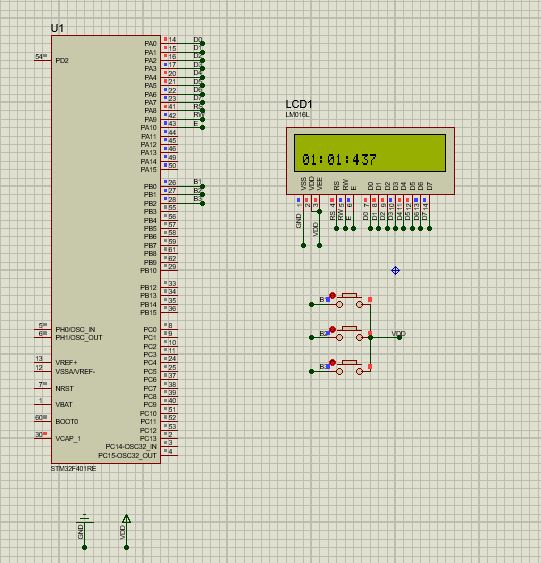 U1
54 PD2
PA0 14 D0
PA1 15 D1
PA2 16 D2
PA3 17 D3
PA4 20 D4
PA5 21 D5
PA6 22 D6
PA7 23 D7
PA8 41 RS
PA9 42 RW
PA10 43 E
PA11 44
PA12 45
PA13 46
PA14 49
PA15 50
PB0 26 B1
PB1 27 B2
PB2 28 B3
PB3 55
PB4 56
PB5 57
PB6 58
PB7 59
PB8 61
PB9 62
PB10 29
PB12 33
PB13 34
PB14 35
PB15 36
5 PH0/OSC_IN
6 PH1/OSC_OUT
13 VREF+
12 VSSA/VREF-
7 NRST
1 VBAT
60 BOOT0
30 VCAP_1
PC0 8
PC1 9
PC2 10
PC3 11
PC4 24
PC5 25
PC6 37
PC7 38
PC8 39
PC9 40
PC10 51
PC11 52
PC12 53
PC13 2
PC14-OSC32_IN 3
PC15-OSC32_OUT 4
STM32F401RE
LCD1
LM016L
01:01:437
VSS VDD VEE RS RW E D0 D1 D2 D3 D4 D5 D6 D7
1 2 3 4 5 6 7 8 9 10 11 12 13 14
GND VDD RS RW E D0 D1 D2 D3 D4 D5 D6 D7
B1
B2 VDD
B3
GND VDD